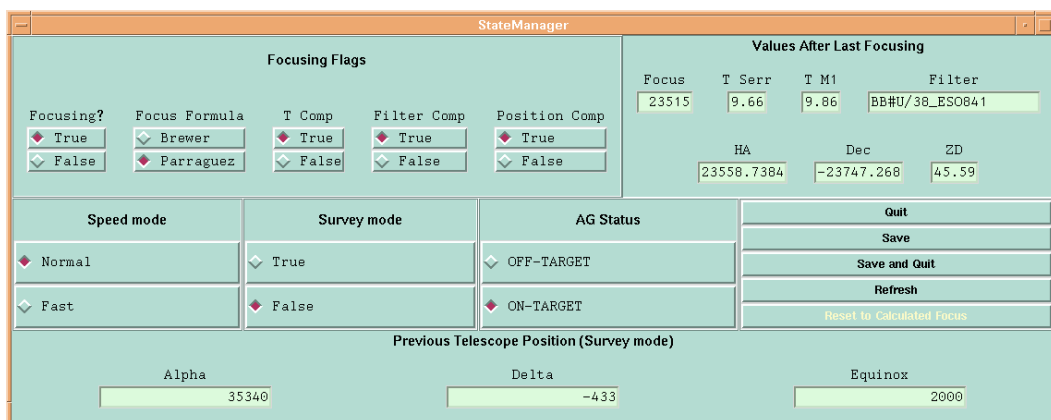 StateManager
Focusing Flags
Focusing? Focus Formula T Comp Filter Comp Position Comp
True Brewer True True True
False Parraguez False False False
Values After Last Focusing
Focus T Serr T M1 Filter
23515 9.66 9.86 BB#U/38_ESO841
HA Dec ZD
23558.7384 -23747.268 45.59
Speed mode
Normal
Fast
Survey mode
True
False
AG Status
OFF-TARGET
ON-TARGET
Quit
Save
Save and Quit
Refresh
Reset to Calculated Focus
Previous Telescope Position (Survey mode)
Alpha Delta Equinox
35340 -433 2000